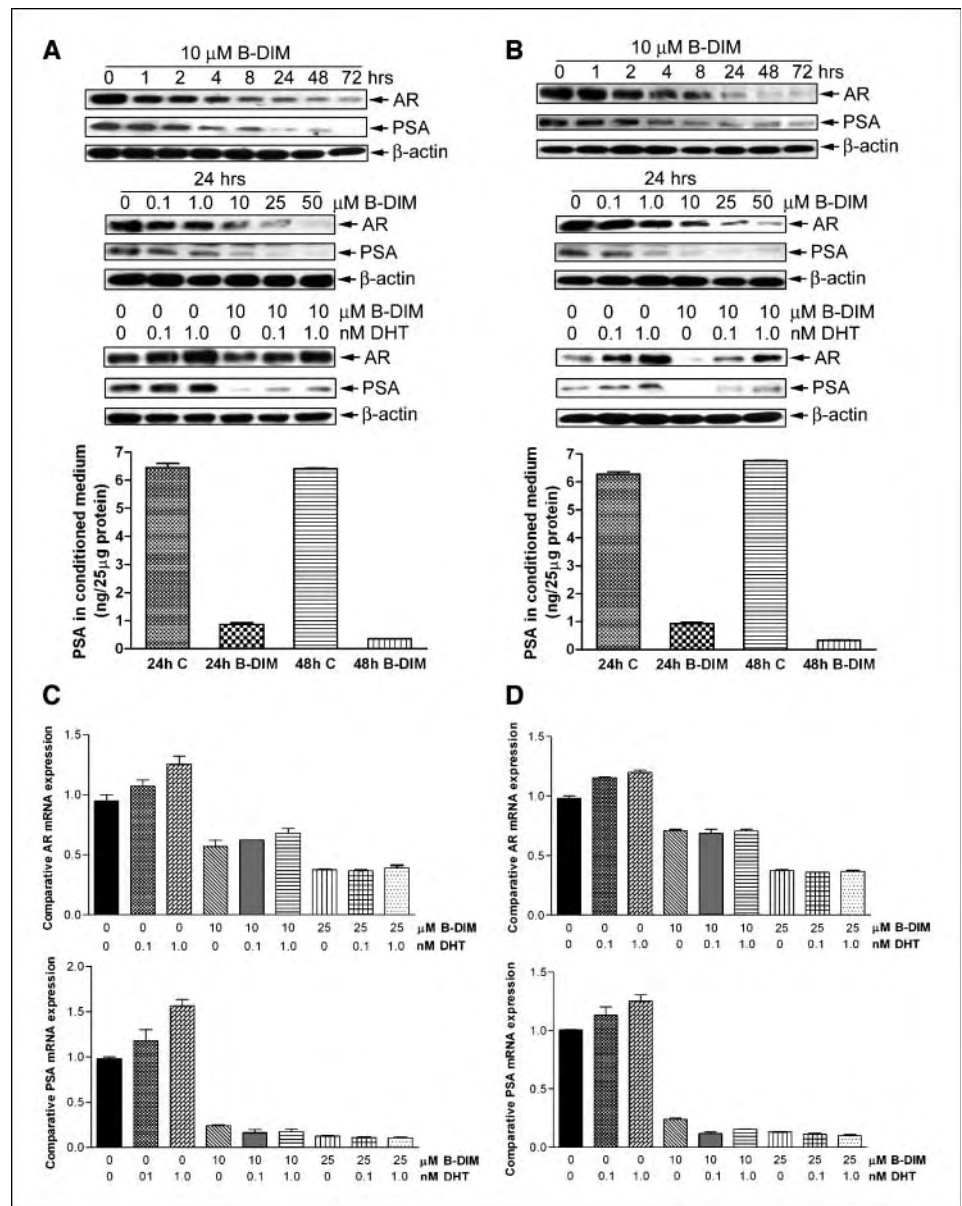 A
10 μM B-DIM
0 1 2 4 8 24 48 72 hrs
AR
PSA
β-actin
24 hrs
0 0.1 1.0 10 25 50 μM B-DIM
AR
PSA
β-actin
0 0 0 10 10 10 μM B-DIM
0 0.1 1.0 0 0.1 1.0 nM DHT
AR
PSA
β-actin
PSA in conditioned medium
(ng/25μg protein)
7
6
5
4
3
2
1
0
24h C 24h B-DIM 48h C 48h B-DIM
B
10 μM B-DIM
0 1 2 4 8 24 48 72 hrs
AR
PSA
β-actin
24 hrs
0 0.1 1.0 10 25 50 μM B-DIM
AR
PSA
β-actin
0 0 0 10 10 10 μM B-DIM
0 0.1 1.0 0 0.1 1.0 nM DHT
AR
PSA
β-actin
PSA in conditioned medium
(ng/25μg protein)
7
6
5
4
3
2
1
0
24h C 24h B-DIM 48h C 48h B-DIM
C
Comparative AR mRNA expression
1.5
1.0
0.5
0.0
0 0 0 10 10 10 25 25 25 μM B-DIM
0 0.1 1.0 0 0.1 1.0 0 0.1 1.0 nM DHT
Comparative PSA mRNA expression
2.0
1.5
1.0
0.5
0.0
0 0 0 10 10 10 25 25 25 μM B-DIM
0 01 1.0 0 0.1 1.0 0 0.1 1.0 nM DHT
D
Comparative AR mRNA expression
1.5
1.0
0.5
0.0
0 0 0 10 10 10 25 25 25 μM B-DIM
0 0.1 1.0 0 0.1 1.0 0 0.1 1.0 nM DHT
Comparative PSA mRNA expression
1.5
1.0
0.5
0.0
0 0 0 10 10 10 25 25 25 μM B-DIM
0 0.1 1.0 0 0.1 1.0 0 0.1 1.0 nM DHT